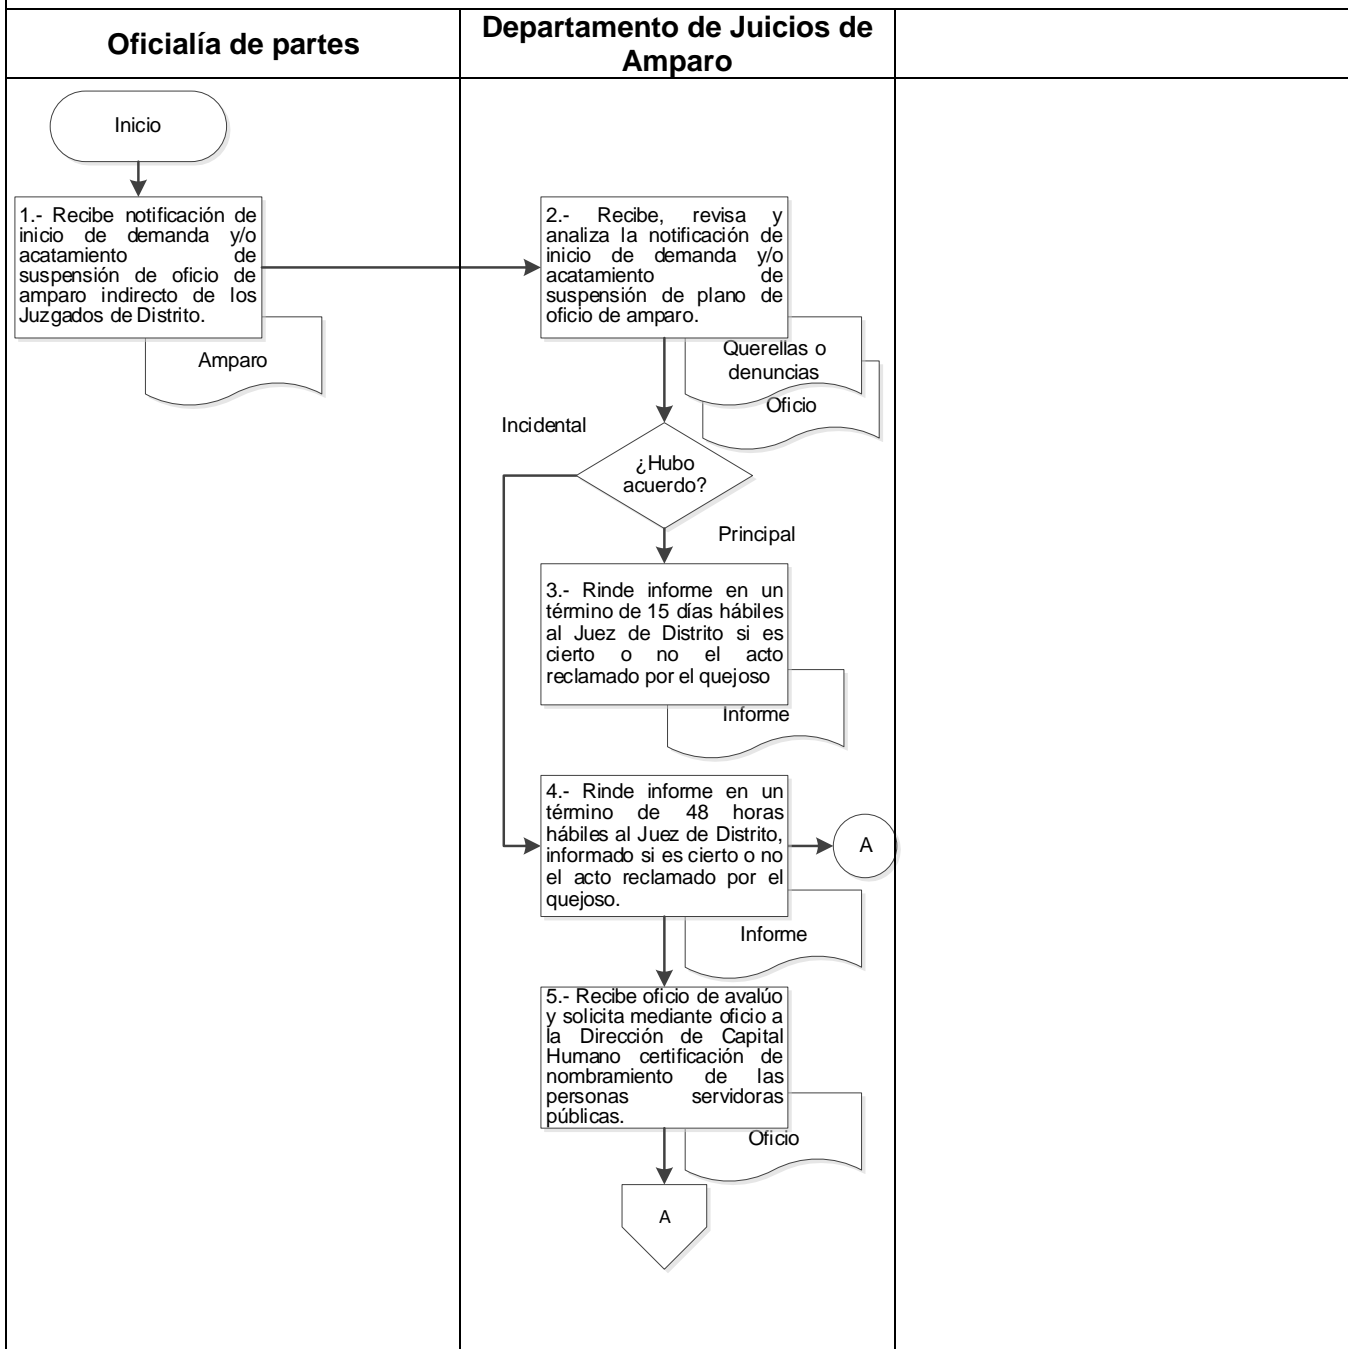 Oficialía de partes
Departamento de Juicios de
Amparo
Inicio
1.- Recibe notificación de
inicio de demanda y/o
acatamiento de
suspensión de oficio de
amparo indirecto de los
Juzgados de Distrito.
Amparo
2.- Recibe, revisa y
analiza la notificación de
inicio de demanda y/o
acatamiento de
suspensión de plano de
oficio de amparo.
Querellas o
denuncias
Oficio
Incidental
¿Hubo
acuerdo?
Principal
3.- Rinde informe en un
término de 15 días hábiles
al Juez de Distrito si es
cierto o no el acto
reclamado por el quejoso
Informe
4.- Rinde informe en un
término de 48 horas
hábiles al Juez de Distrito,
informado si es cierto o no
el acto reclamado por el
quejoso.
A
Informe
5.- Recibe oficio de avalúo
y solicita mediante oficio a
la Dirección de Capital
Humano certificación de
nombramiento de las
personas servidoras
públicas.
Oficio
A